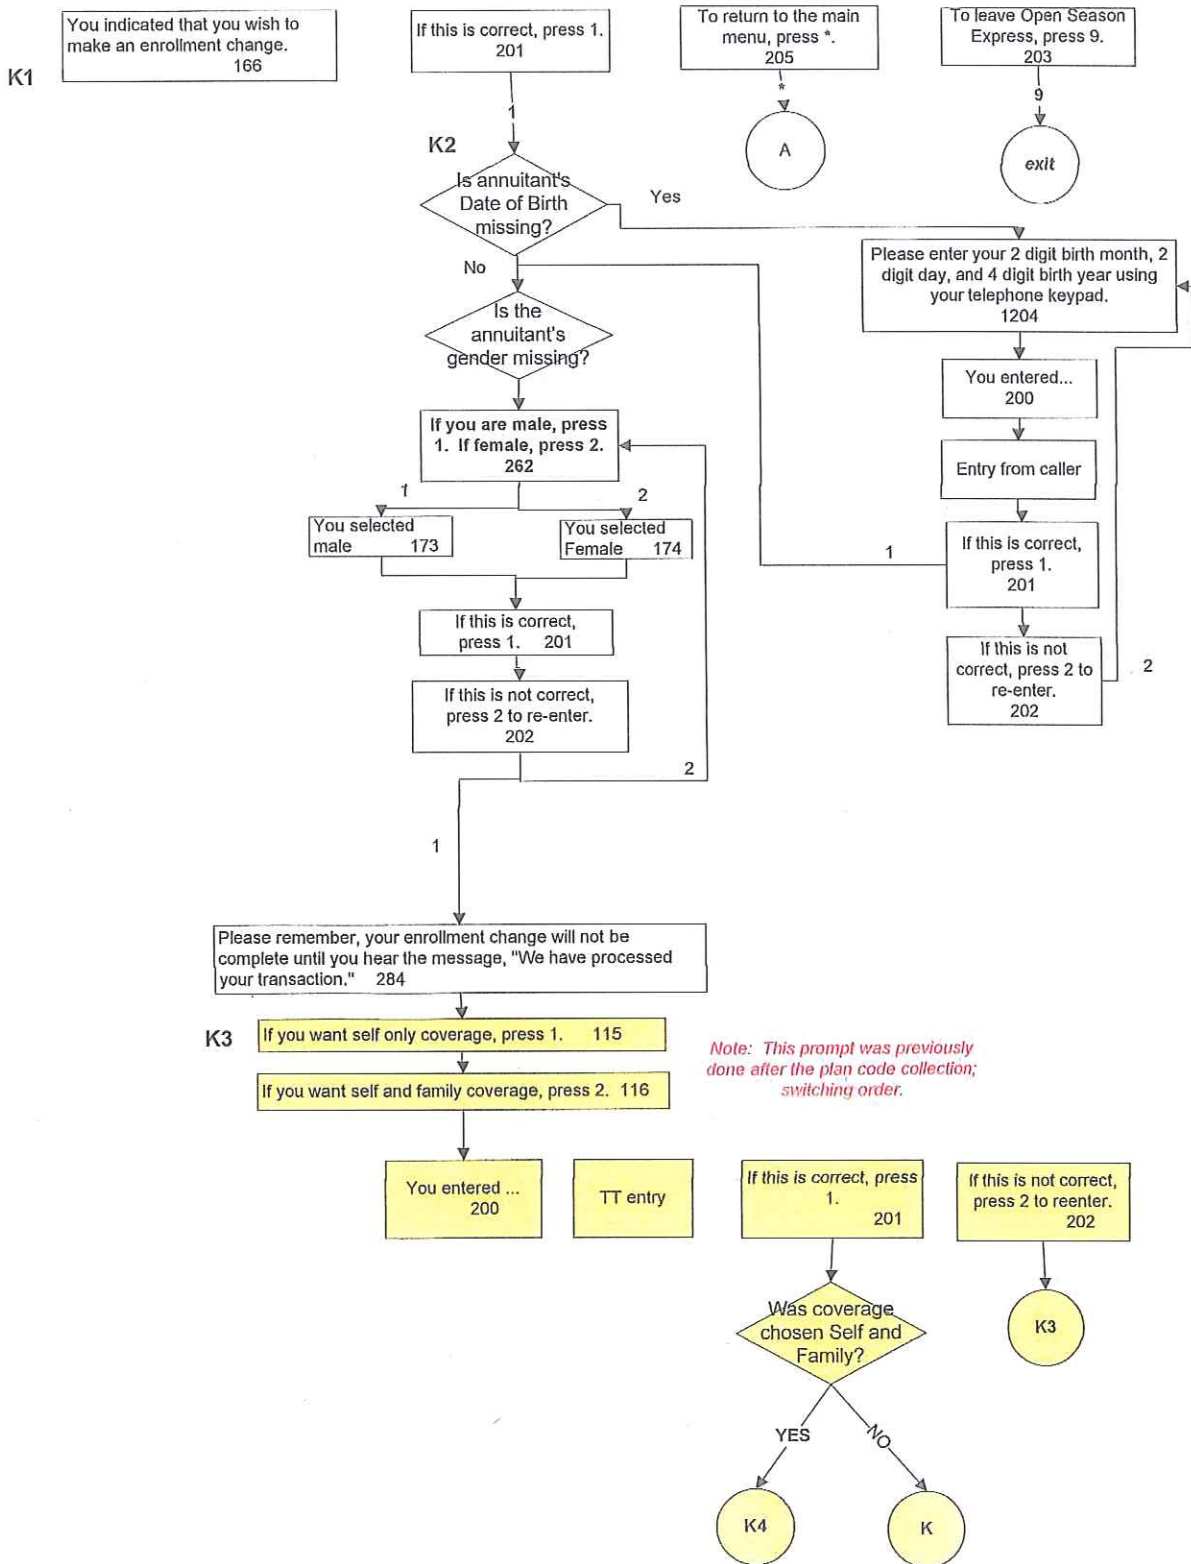 You indicated that you wish to
make an enrollment change.
166
If this is correct, press 1.
201
To return to the main
menu, press *.
205
To leave Open Season
Express, press 9.
203
K1
1
*
9
K2
A
exit
Is annuitant's
Date of Birth
missing?
Yes
No
Please enter your 2 digit birth month, 2
digit day, and 4 digit birth year using
your telephone keypad.
1204
Is the
annuitant's
gender missing?
You entered...
200
If you are male, press
1. If female, press 2.
262
Entry from caller
1
2
You selected
male 173
You selected
Female 174
If this is correct,
press 1.
201
1
If this is correct,
press 1. 201
If this is not
correct, press 2 to
re-enter.
202
2
If this is not correct,
press 2 to re-enter.
202
2
1
Please remember, your enrollment change will not be
complete until you hear the message, "We have processed
your transaction." 284
K3
If you want self only coverage, press 1. 115
If you want self and family coverage, press 2. 116
Note: This prompt was previously
done after the plan code collection;
switching order.
You entered ...
200
TT entry
If this is correct, press
1.
201
If this is not correct,
press 2 to reenter.
202
Was coverage
chosen Self and
Family?
K3
YES
NO
K4
K